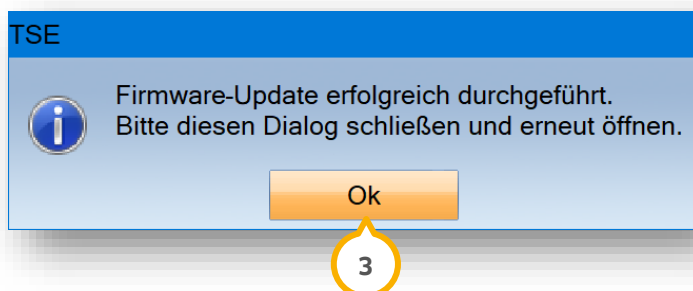 TSE
Firmware-Update erfolgreich durchgeführt.
Bitte diesen Dialog schließen und erneut öffnen.
Ok
3